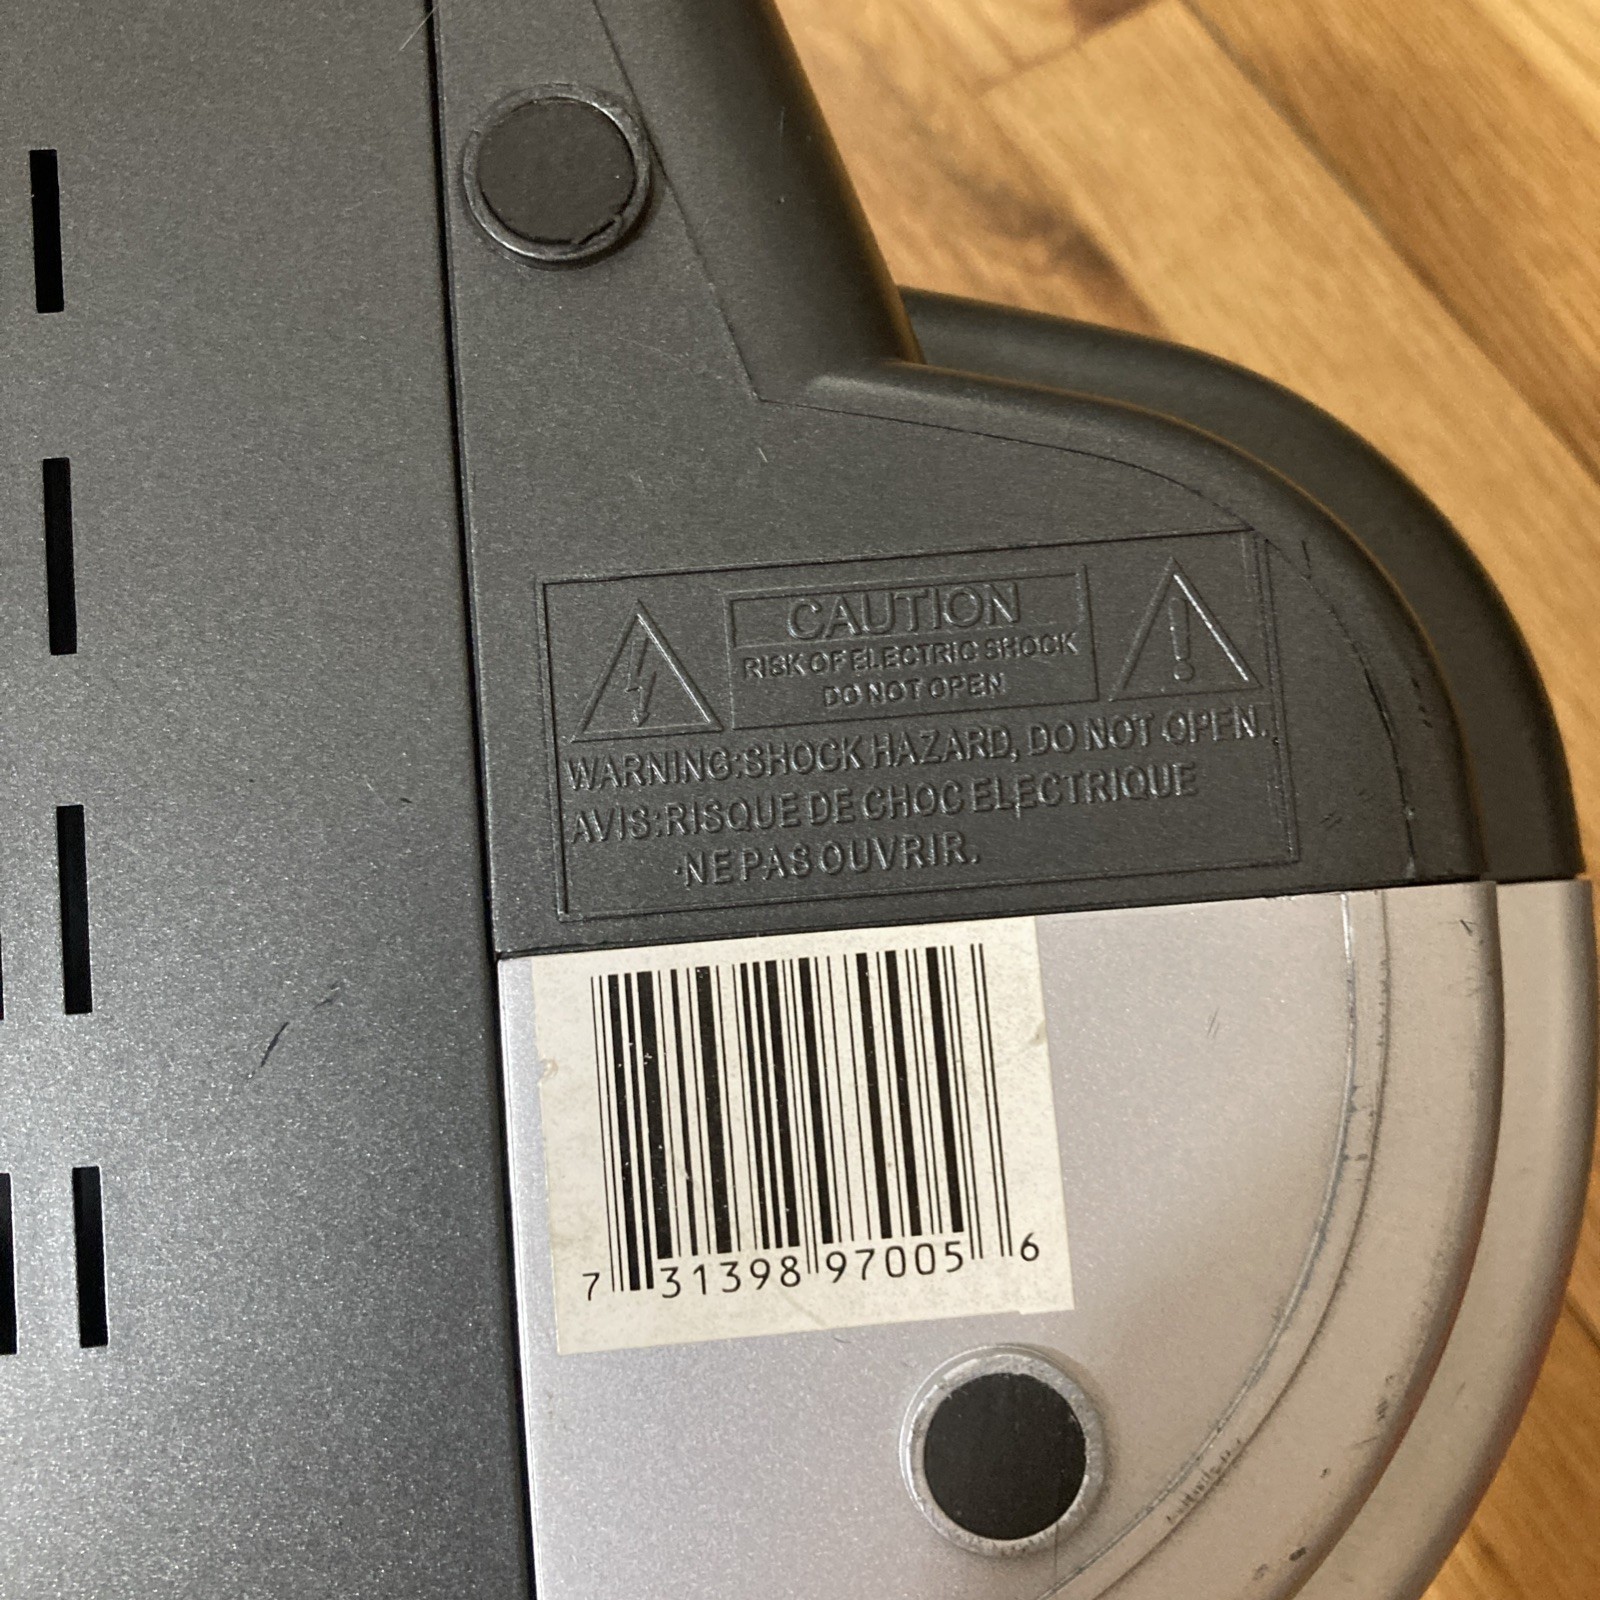 CAUTION
RISK OF ELECTRIC SHOCK
DO NOT OPEN
WARNING:SHOCK HAZARD, DO NOT OPEN.
AVIS:RISQUE DE CHOC ELECTRIQUE
NE PAS OUVRIR.
7 31398 97005 6